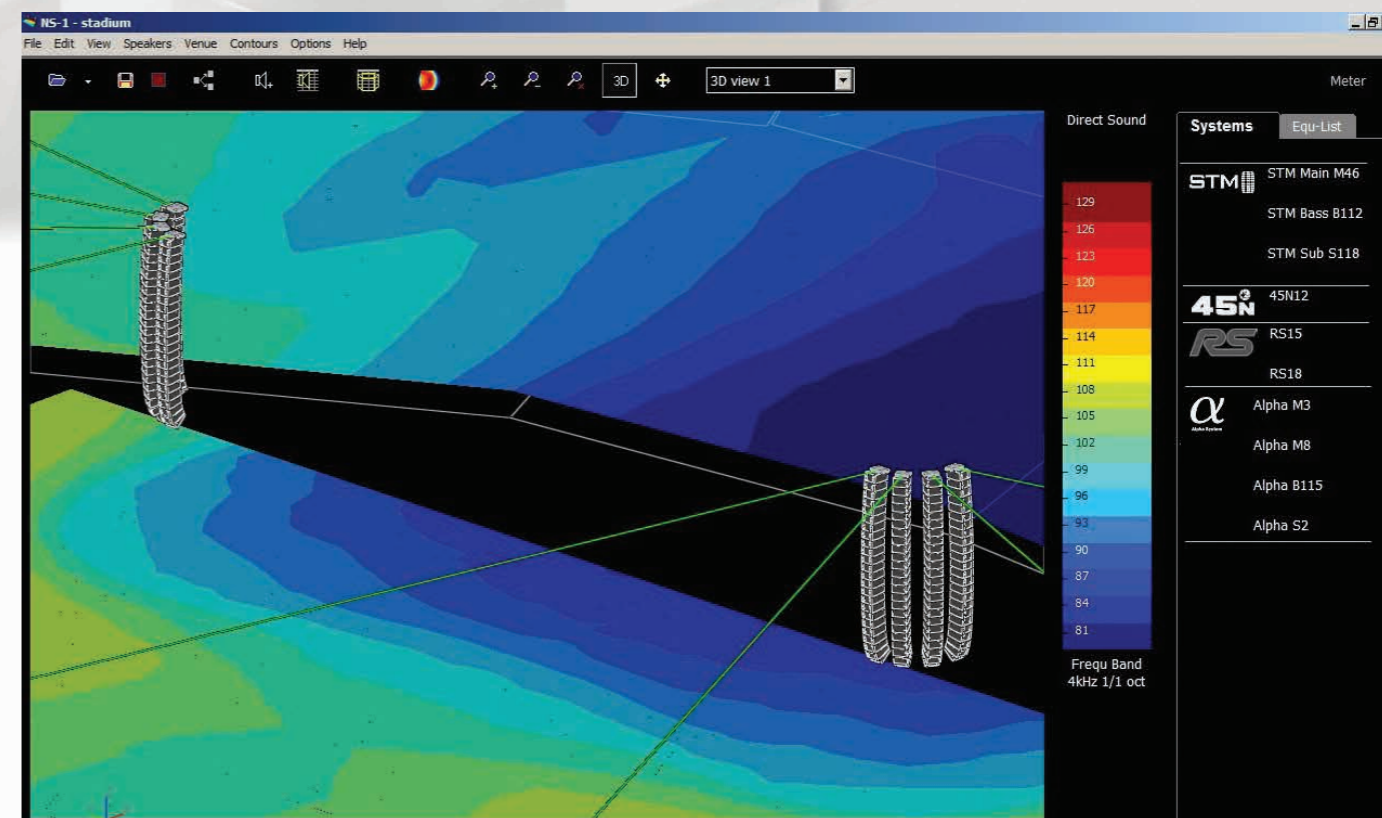 NS-1 - stadium
File Edit View Speakers Venue Contours Options Help
3D
3D view 1
Meter
Direct Sound
129
126
123
120
117
114
111
108
105
102
99
96
93
90
87
84
81
Frequ Band
4kHz 1/1 oct
Systems
Equ-List
STM
STM Main M46
STM Bass B112
STM Sub S118
45N
45N12
RS
RS15
RS18
α
Alpha System
Alpha M3
Alpha M8
Alpha B115
Alpha S2